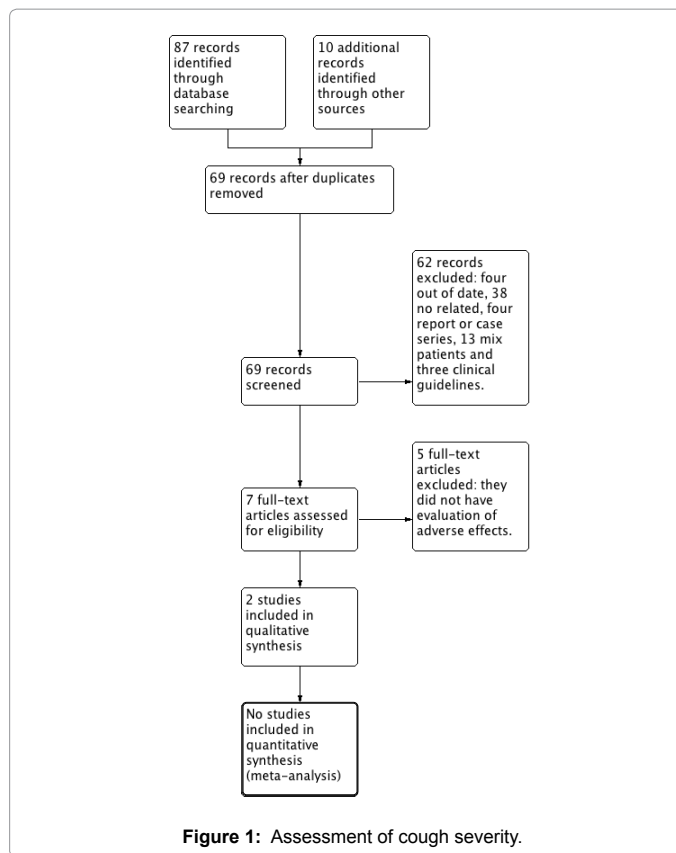 87 records
identified
through
database
searching
10 additional
records
identified
through other
sources
69 records after duplicates
removed
62 records
excluded: four
out of date, 38
no related, four
report or case
series, 13 mix
patients and
three clinical
guidelines.
69 records
screened
5 full-text
articles
excluded: they
did not have
evaluation of
adverse effects.
7 full-text
articles assessed
for eligibility
2 studies
included in
qualitative
synthesis
No studies
included in
quantitative
synthesis
(meta-analysis)
Figure 1: Assessment of cough severity.